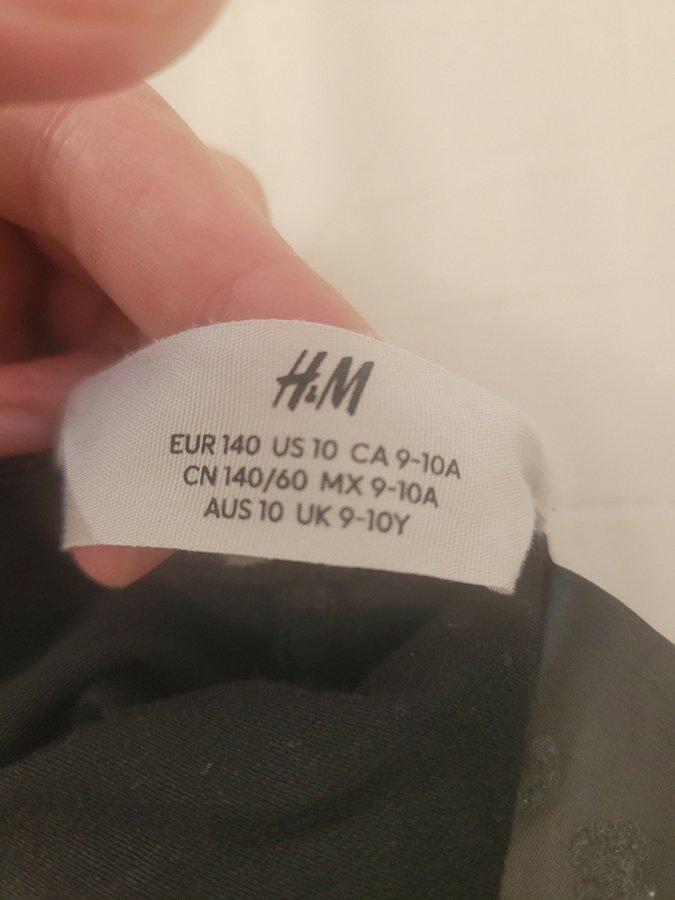 H&M
EUR 140 US 10 CA 9-10A
CN 140/60 MX 9-10A
AUS 10 UK 9-10Y